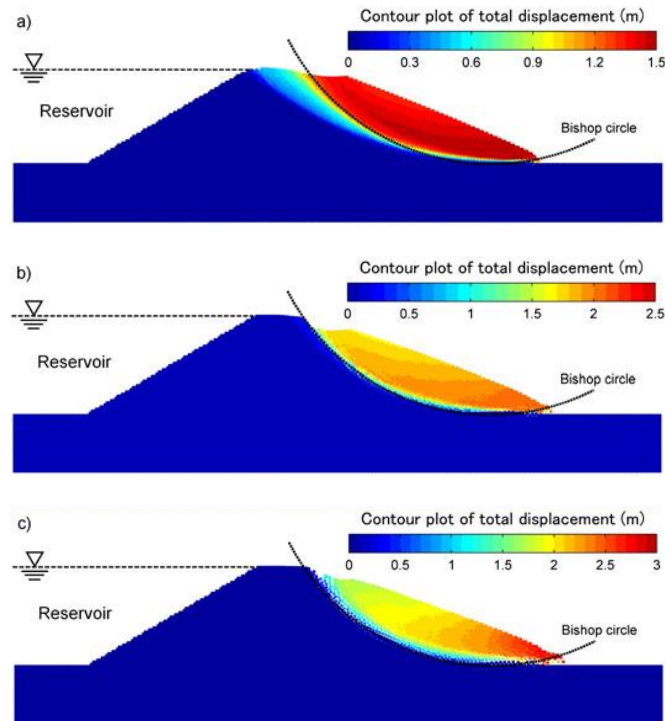 a)
Contour plot of total displacement (m)
0 0.3 0.6 0.9 1.2 1.5
Reservoir
Bishop circle
b)
Contour plot of total displacement (m)
0 0.5 1 1.5 2 2.5
Reservoir
Bishop circle
c)
Contour plot of total displacement (m)
0 0.5 1 1.5 2 2.5 3
Reservoir
Bishop circle